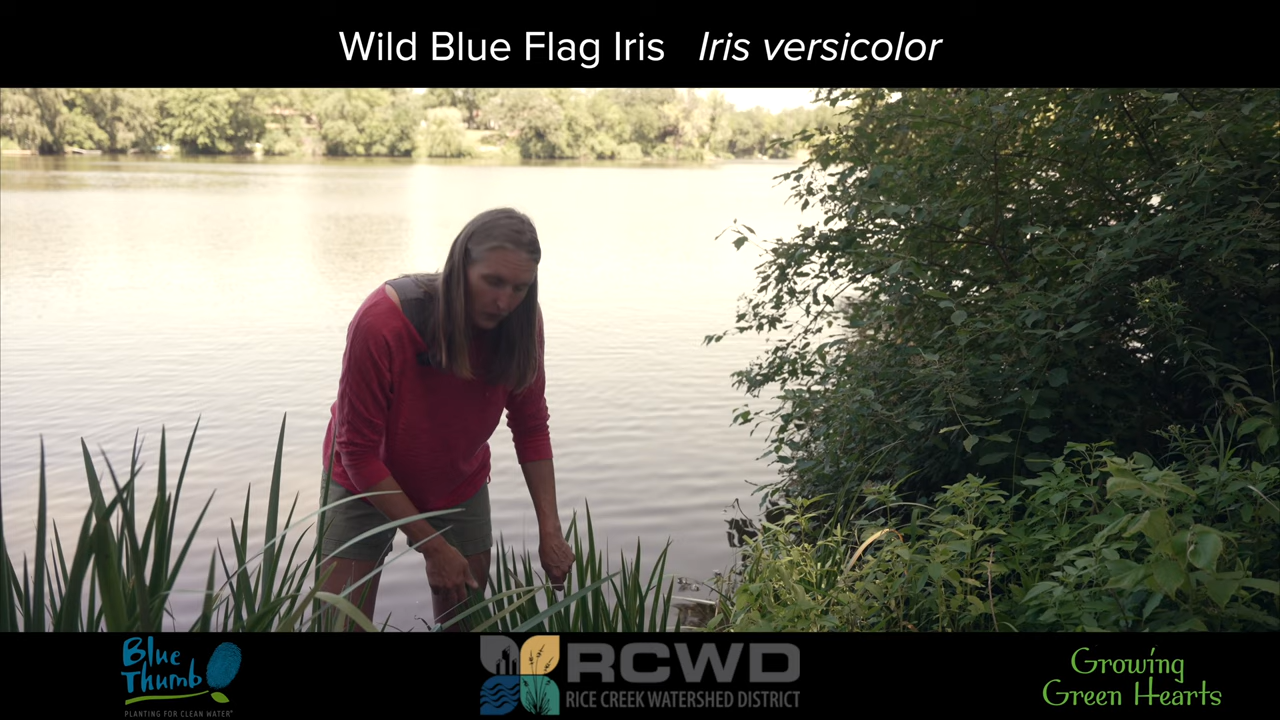 Wild Blue Flag Iris Iris versicolor
Blue
Thumb
PLANTING FOR CLEAN WATER
RCWD
RICE CREEK WATERSHED DISTRICT
Growing
Green Hearts